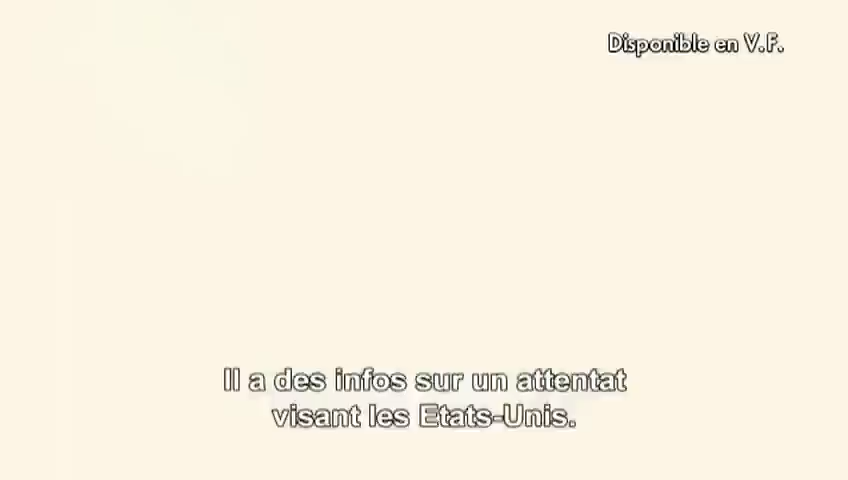 Disponible en V.F.
Il a des infos sur un attentat
visant les Etats-Unis.